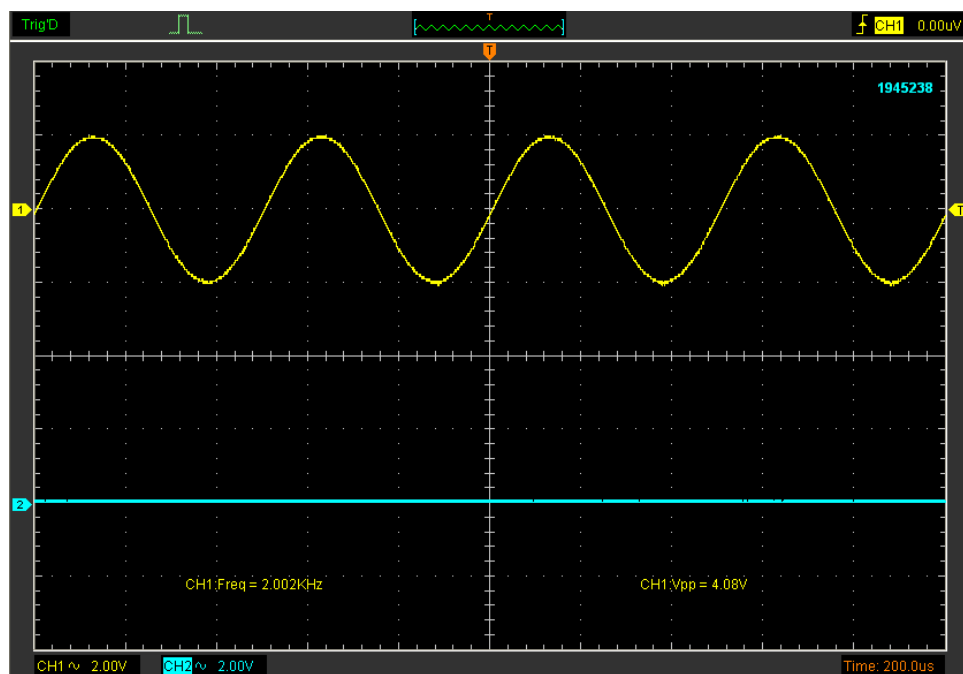 Trig'D T CH1 0.00uV
T
1945238
1 T
2
CH1:Freq = 2.002KHz CH1:Vpp = 4.08V
CH1 ∿ 2.00V CH2 ∿ 2.00V Time: 200.0us